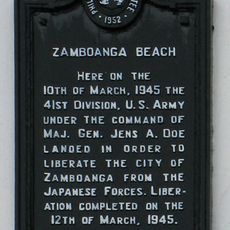 1952
ZAMBOANGA BEACH
HERE ON THE
10TH OF MARCH, 1945 THE
41ST DIVISION, U.S. ARMY
UNDER THE COMMAND OF
MAJ. GEN. JENS A. DOE
LANDED IN ORDER TO
LIBERATE THE CITY OF
ZAMBOANGA FROM THE
JAPANESE FORCES. LIBER-
ATION COMPLETED ON THE
12TH OF MARCH, 1945.